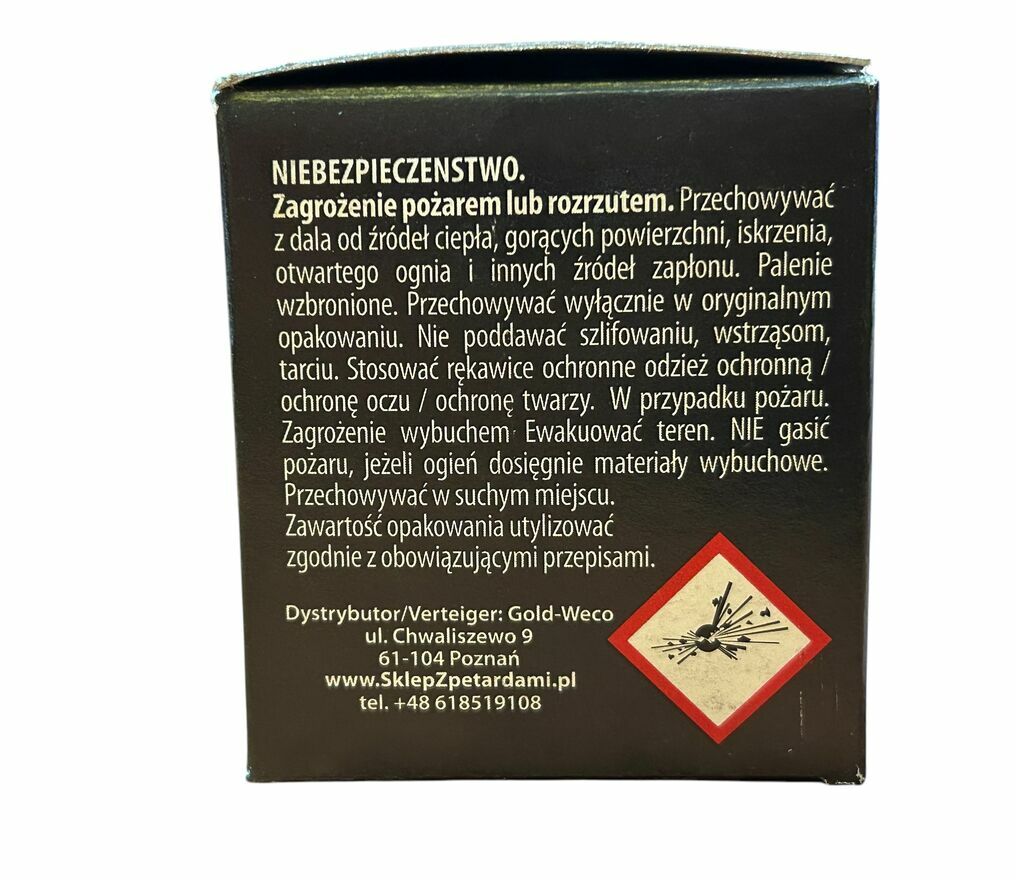 NIEBEZPIECZENSTWO.
Zagrożenie pożarem lub rozrzutem. Przechowywać
z dala od źródeł ciepła, gorących powierzchni, iskrzenia,
otwartego ognia i innych źródeł zapłonu. Palenie
wzbronione. Przechowywać wyłącznie w oryginalnym
opakowaniu. Nie poddawać szlifowaniu, wstrząsom,
tarciu. Stosować rękawice ochronne odzież ochronną /
ochronę oczu / ochronę twarzy. W przypadku pożaru.
Zagrożenie wybuchem Ewakuować teren. NIE gasić
pożaru, jeżeli ogień dosięgnie materiały wybuchowe.
Przechowywać w suchym miejscu.
Zawartość opakowania utylizować
zgodnie z obowiązującymi przepisami.
Dystrybutor/Verteiger: Gold-Weco
ul. Chwaliszewo 9
61-104 Poznań
www.SklepZpetardami.pl
tel. +48 618519108